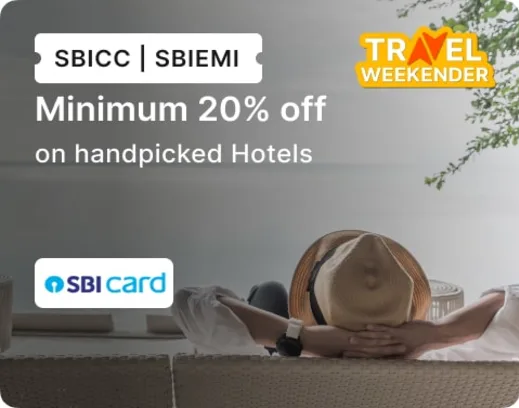 SBICC | SBIEMI
TRAVEL
WEEKENDER
Minimum 20% off
on handpicked Hotels
SBI card